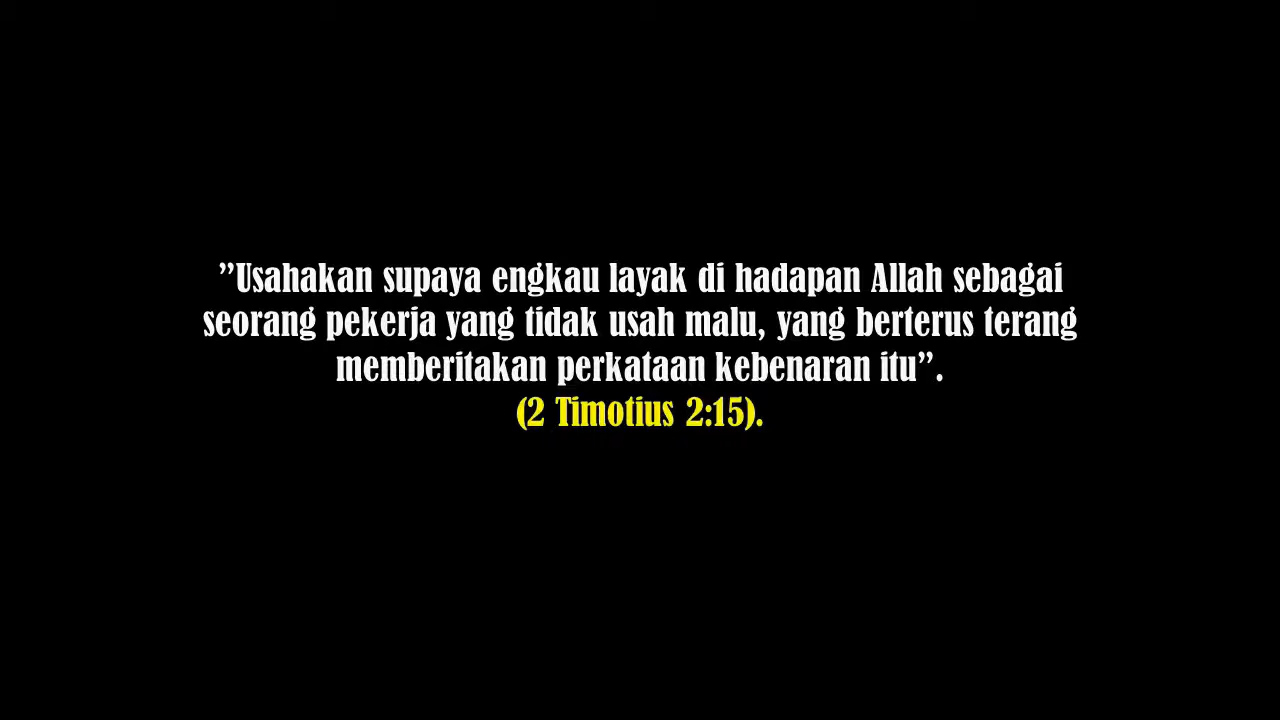 ”Usahakan supaya engkau layak di hadapan Allah sebagai
seorang pekerja yang tidak usah malu, yang berterus terang
memberitakan perkataan kebenaran itu”.
(2 Timotius 2:15).